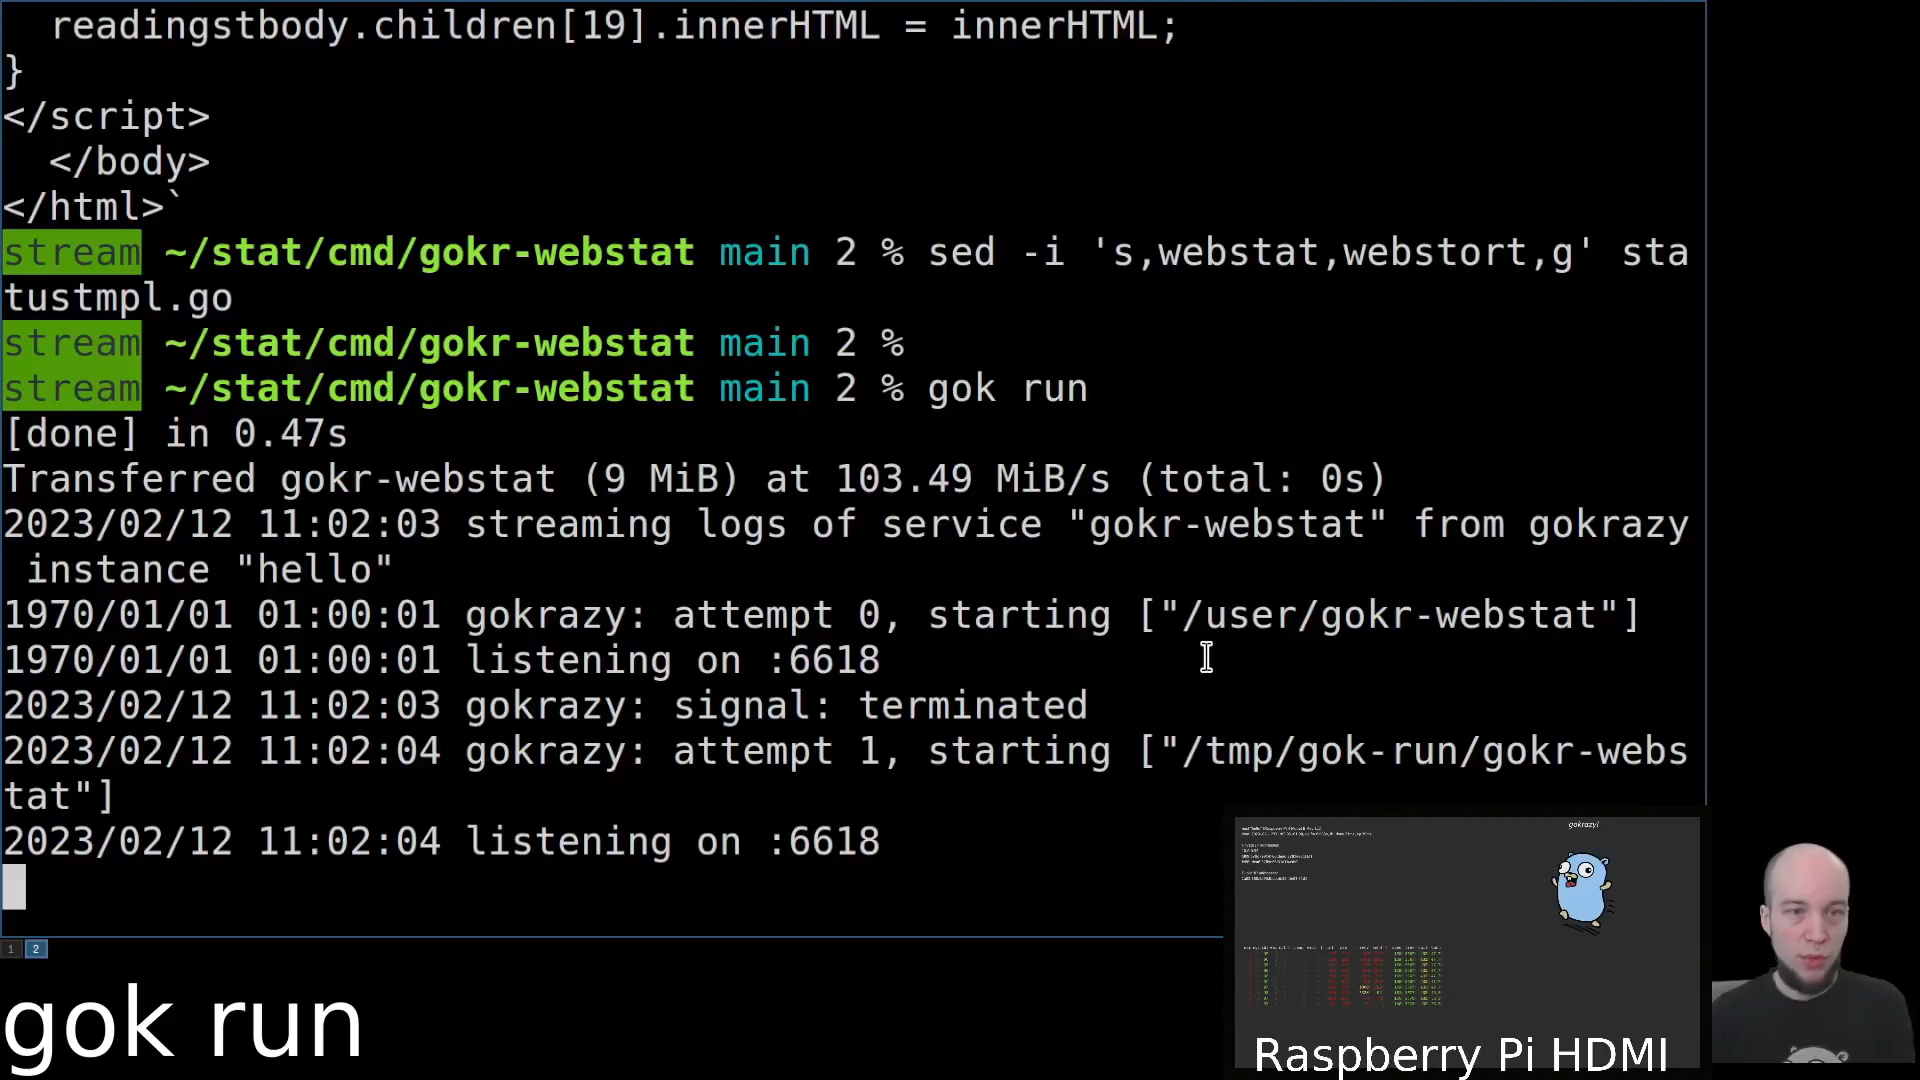 readingstbody.children[19].innerHTML = innerHTML;
}
</script>
</body>
</html>`
stream ~/stat/cmd/gokr-webstat main 2 % sed -i 's,webstat,webstort,g' sta
tustmpl.go
stream ~/stat/cmd/gokr-webstat main 2 %
stream ~/stat/cmd/gokr-webstat main 2 % gok run
[done] in 0.47s
Transferred gokr-webstat (9 MiB) at 103.49 MiB/s (total: 0s)
2023/02/12 11:02:03 streaming logs of service "gokr-webstat" from gokrazy
instance "hello"
1970/01/01 01:00:01 gokrazy: attempt 0, starting ["/user/gokr-webstat"]
1970/01/01 01:00:01 listening on :6618
2023/02/12 11:02:03 gokrazy: signal: terminated
2023/02/12 11:02:04 gokrazy: attempt 1, starting ["/tmp/gok-run/gokr-webs
tat"]
2023/02/12 11:02:04 listening on :6618
gokrazy!
1 2
gok run
Raspberry Pi HDMI